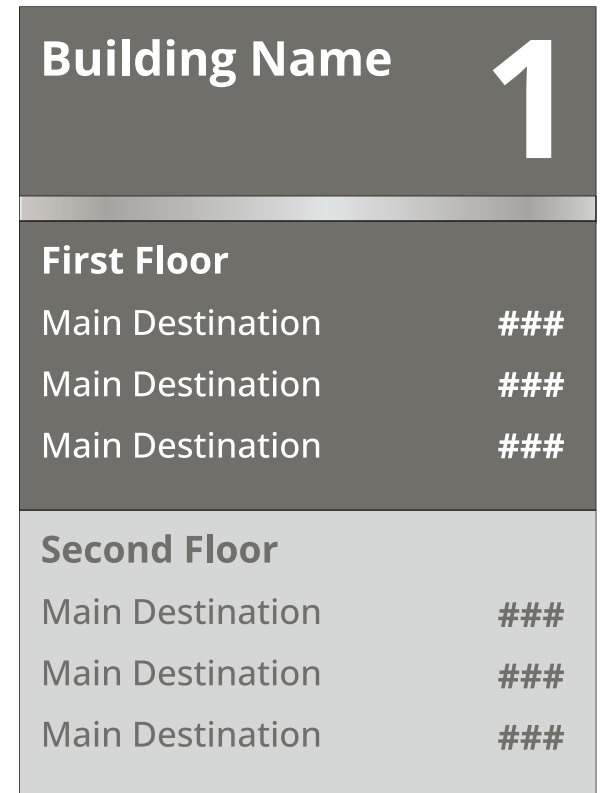 Building Name 1
First Floor
Main Destination ###
Main Destination ###
Main Destination ###
Second Floor
Main Destination ###
Main Destination ###
Main Destination ###